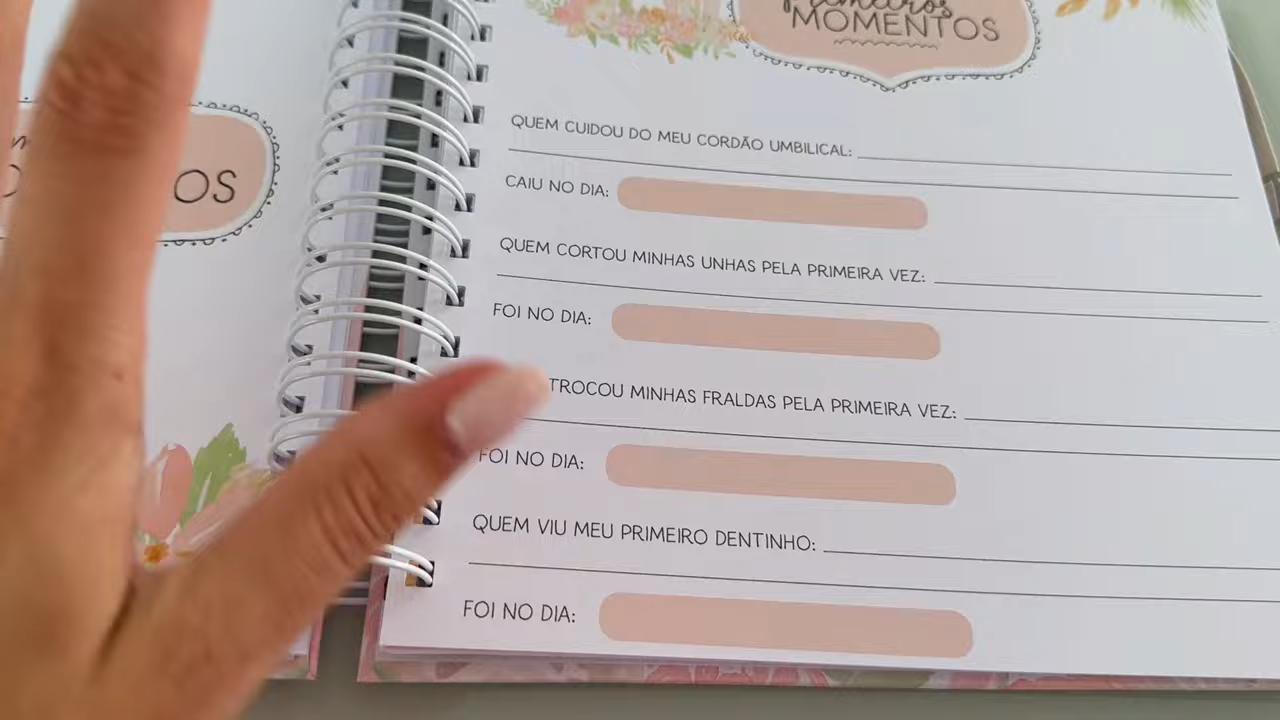 OS
Primeiros
MOMENTOS
QUEM CUIDOU DO MEU CORDÃO UMBILICAL:
CAIU NO DIA:
QUEM CORTOU MINHAS UNHAS PELA PRIMEIRA VEZ:
FOI NO DIA:
TROCOU MINHAS FRALDAS PELA PRIMEIRA VEZ:
FOI NO DIA:
QUEM VIU MEU PRIMEIRO DENTINHO:
FOI NO DIA: